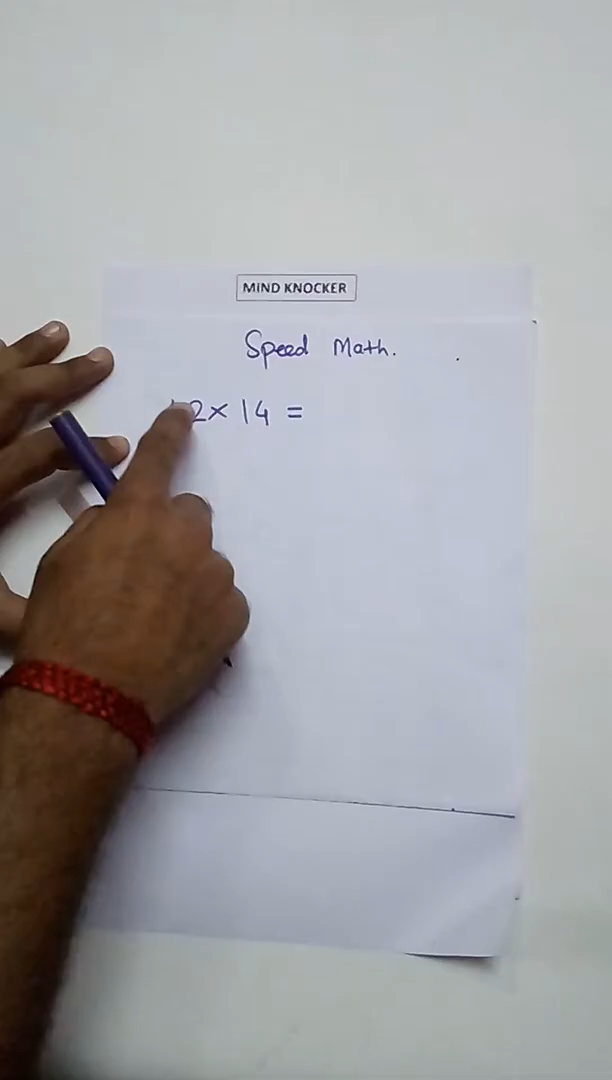 MIND KNOCKER
Speed Math.
2 x 14 =